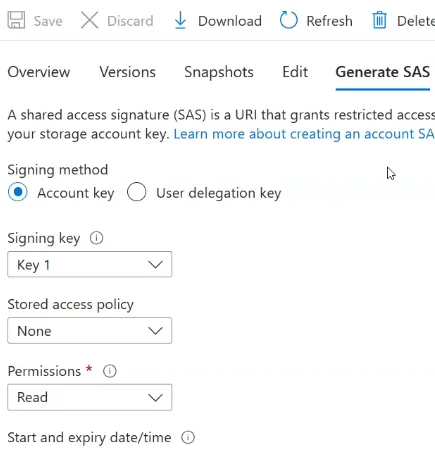 Save Discard Download Refresh Delete
Overview Versions Snapshots Edit Generate SAS
A shared access signature (SAS) is a URI that grants restricted access
your storage account key. Learn more about creating an account SA
Signing method
Account key User delegation key
Signing key
Key 1
Stored access policy
None
Permissions *
Read
Start and expiry date/time